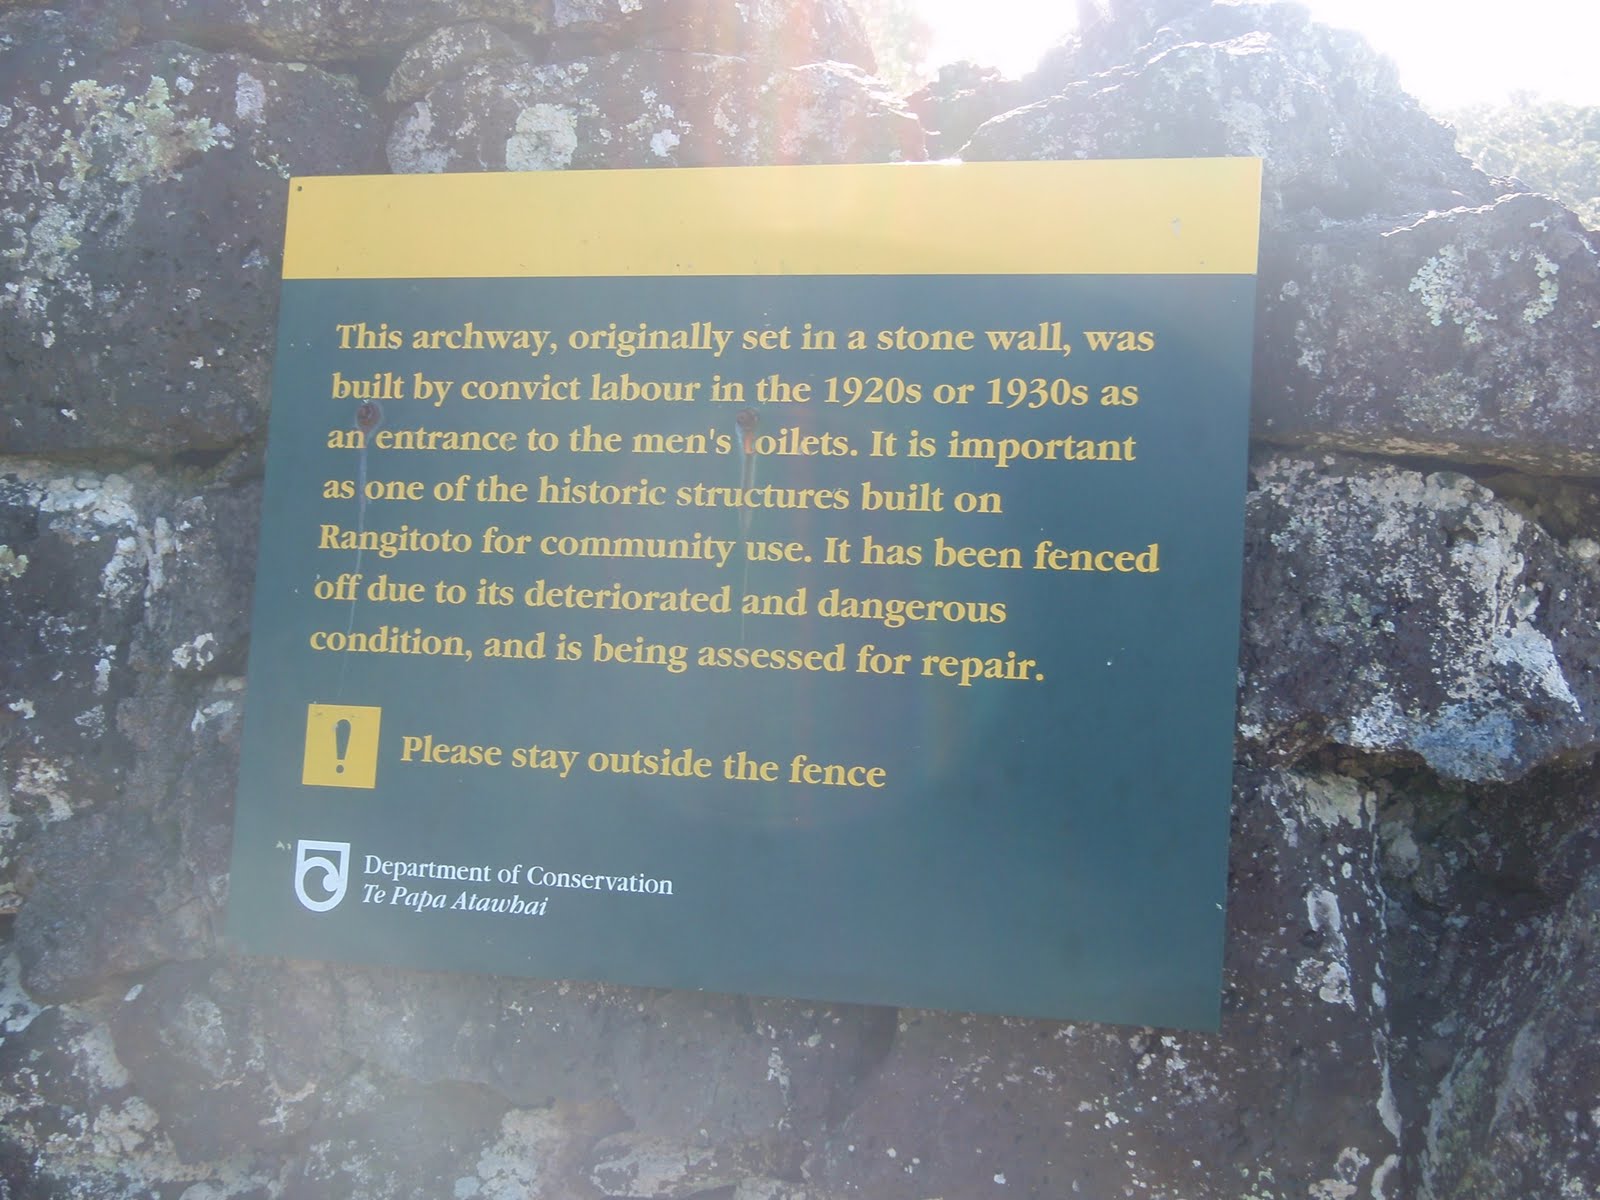 This archway, originally set in a stone wall, was
built by convict labour in the 1920s or 1930s as
an entrance to the men's toilets. It is important
as one of the historic structures built on
Rangitoto for community use. It has been fenced
off due to its deteriorated and dangerous
condition, and is being assessed for repair.
! Please stay outside the fence
Department of Conservation
Te Papa Atawhai